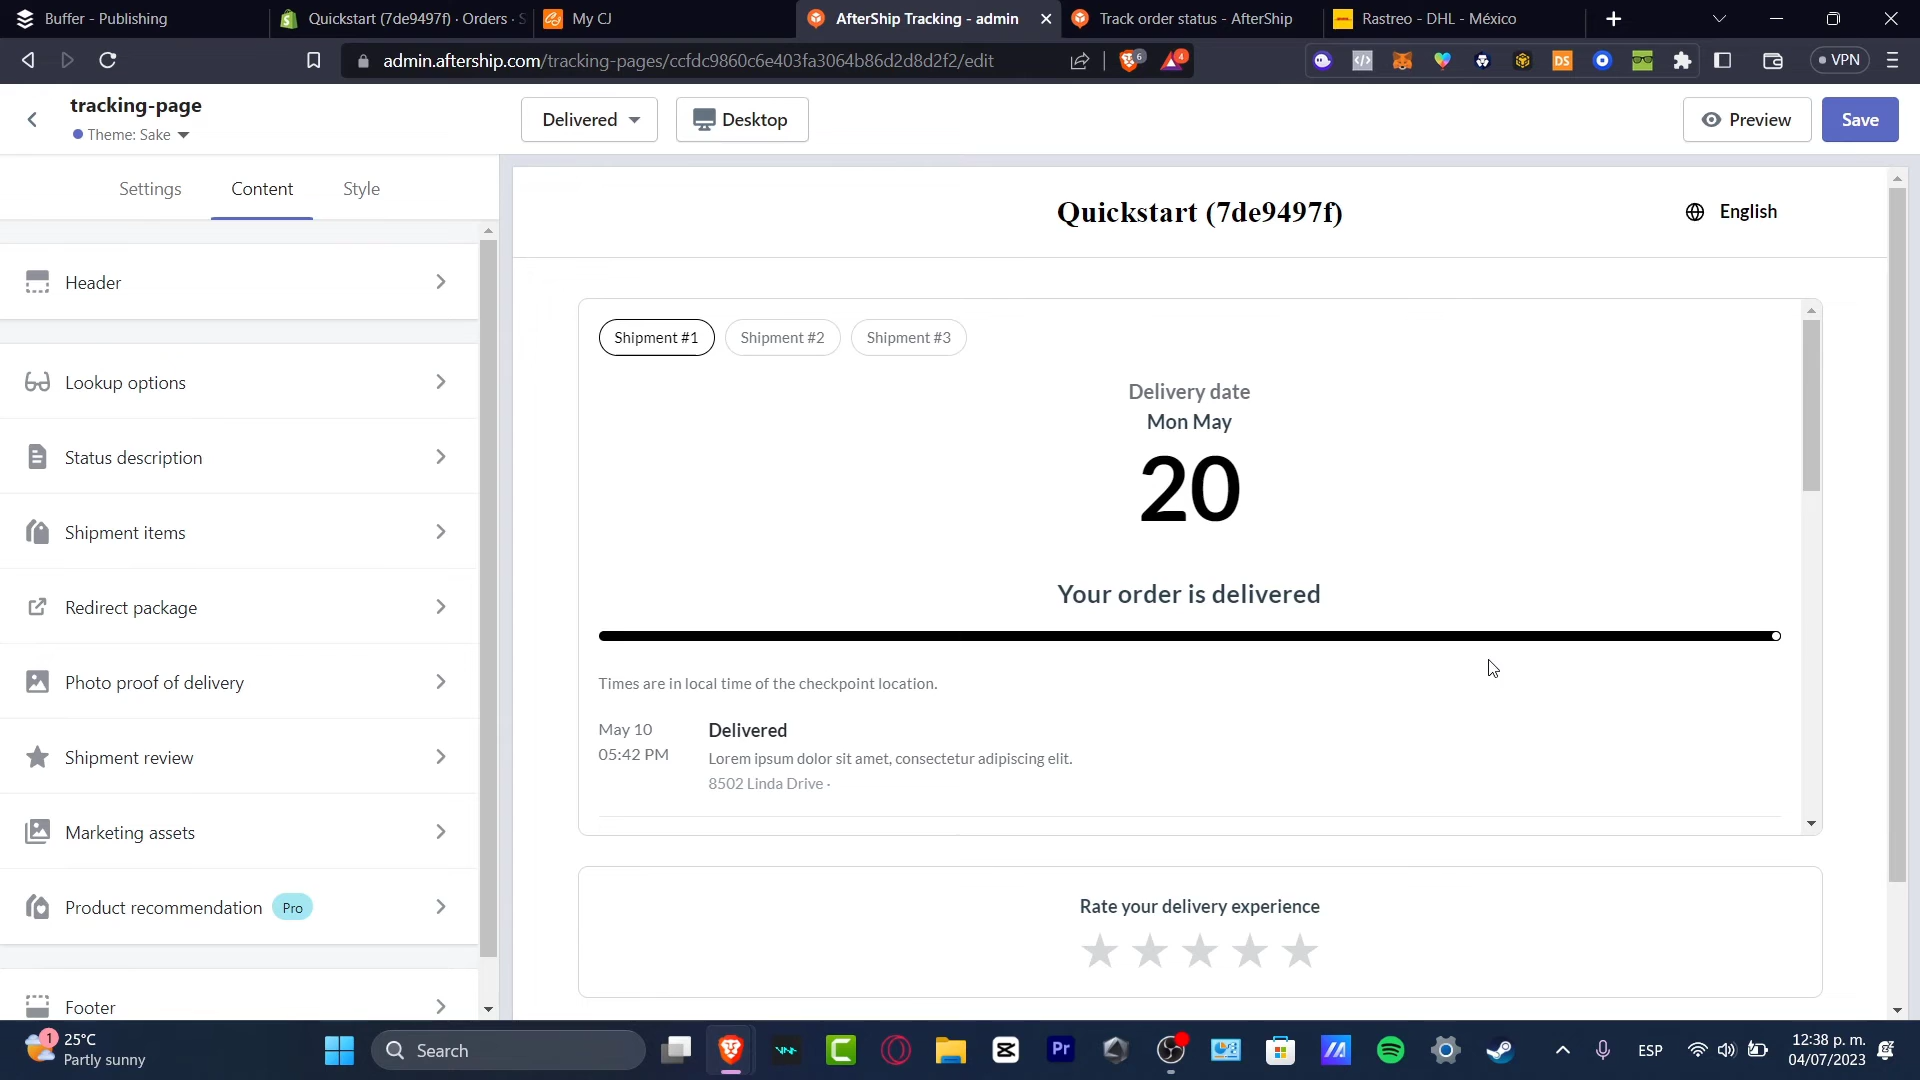 Buffer - Publishing
Quickstart (7de9497f) · Orders · S
My CJ
AfterShip Tracking - admin
Track order status - AfterShip
Rastreo - DHL - México
admin.aftership.com/tracking-pages/ccfdc9860c6e403fa3064b86d2d8d2f2/edit
6
4
DS
VPN
tracking-page
Theme: Sake
Delivered
Desktop
Preview
Save
Settings
Content
Style
Header
Lookup options
Status description
Shipment items
Redirect package
Photo proof of delivery
Shipment review
Marketing assets
Product recommendation
Pro
Footer
Quickstart (7de9497f)
English
Shipment #1
Shipment #2
Shipment #3
Delivery date
Mon May
20
Your order is delivered
Times are in local time of the checkpoint location.
May 10
05:42 PM
Delivered
Lorem ipsum dolor sit amet, consectetur adipiscing elit.
8502 Linda Drive ·
Rate your delivery experience
1
25°C
Partly sunny
Search
Pr
ESP
12:38 p. m.
04/07/2023